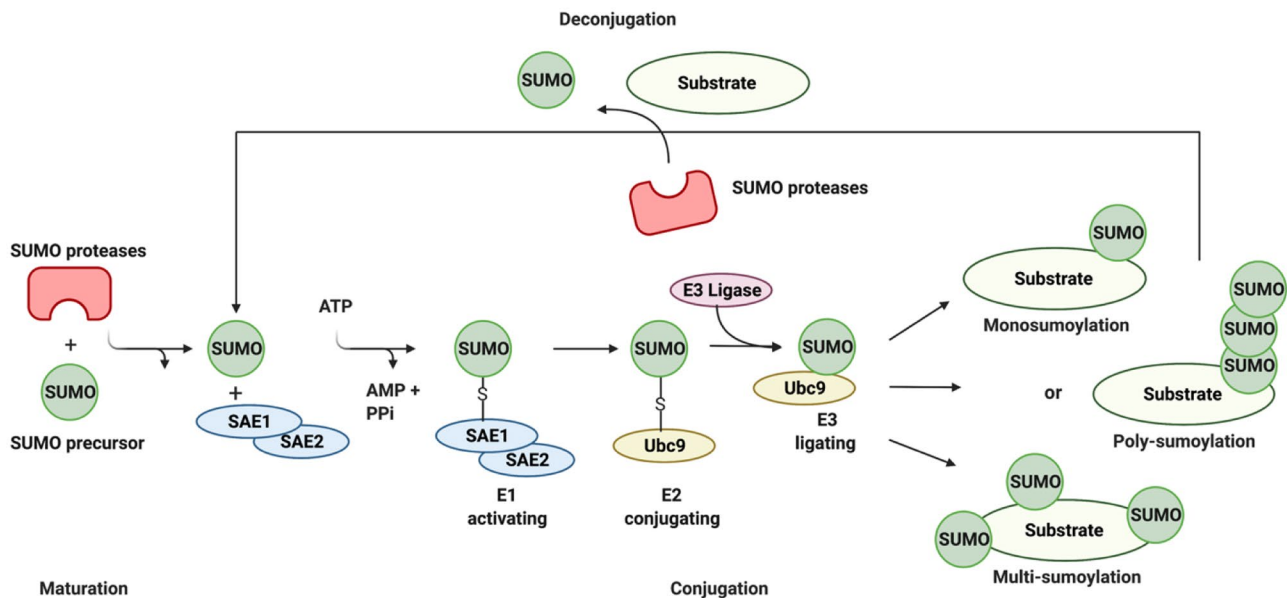 Deconjugation
SUMO
Substrate
SUMO proteases
SUMO proteases
+
SUMO
SUMO precursor
SUMO
+
SAE1
SAE2
ATP
AMP +
PPi
SUMO
S
SAE1
SAE2
E1
activating
SUMO
S
Ubc9
E2
conjugating
E3 Ligase
SUMO
Ubc9
E3
ligating
SUMO
Substrate
Monosumoylation
or
SUMO
SUMO
SUMO
Substrate
Poly-sumoylation
SUMO
SUMO
Substrate
SUMO
Multi-sumoylation
Maturation
Conjugation